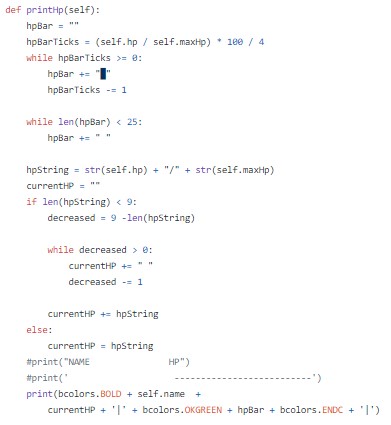 def printHp(self):
    hpBar = ""
    hpBarTicks = (self.hp / self.maxHp) * 100 / 4
    while hpBarTicks >= 0:
        hpBar += "█"
        hpBarTicks -= 1

    while len(hpBar) < 25:
        hpBar += " "

    hpString = str(self.hp) + "/" + str(self.maxHp)
    currentHP = ""
    if len(hpString) < 9:
        decreased = 9 -len(hpString)

        while decreased > 0:
            currentHP += " "
            decreased -= 1

        currentHP += hpString
    else:
        currentHP = hpString
    #print("NAME                HP")
    #print('                  -------------------------')
    print(bcolors.BOLD + self.name  +
        currentHP + '|' + bcolors.OKGREEN + hpBar + bcolors.ENDC + '|')